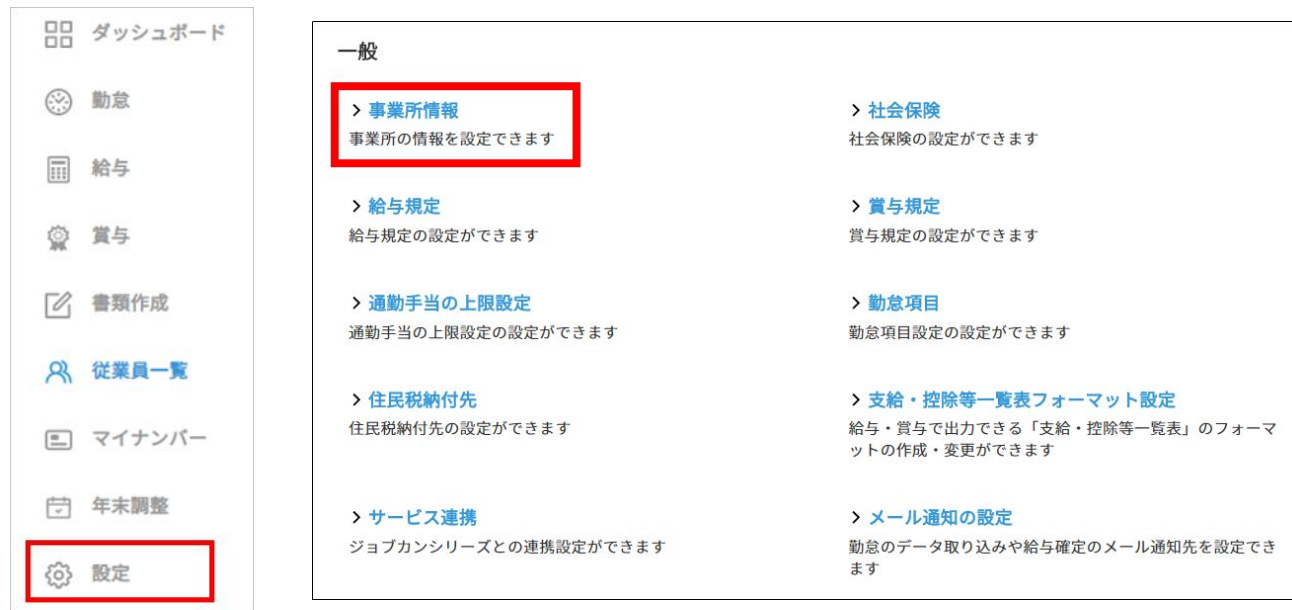 ダッシュボード
勤怠
給与
賞与
書類作成
従業員一覧
マイナンバー
年末調整
設定
一般
事業所情報
事業所の情報を設定できます
社会保険
社会保険の設定ができます
給与規定
給与規定の設定ができます
賞与規定
賞与規定の設定ができます
通勤手当の上限設定
通勤手当の上限設定の設定ができます
勤怠項目
勤怠項目設定の設定ができます
住民税納付先
住民税納付先の設定ができます
支給・控除等一覧表フォーマット設定
給与・賞与で出力できる「支給・控除等一覧表」のフォーマ
ットの作成・変更ができます
サービス連携
ジョブカンシリーズとの連携設定ができます
メール通知の設定
勤怠のデータ取り込みや給与確定のメール通知先を設定でき
ます